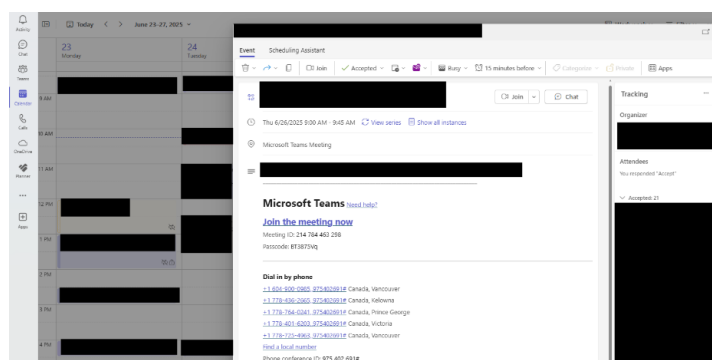 Today
June 23–27, 2025
Activity
Chat
Teams
Calendar
Calls
OneDrive
Planner
Apps
23
Monday
24
Tuesday
9 AM
10 AM
11 AM
12 PM
1 PM
2 PM
3 PM
4 PM
Event Scheduling Assistant
Join Accepted Busy 15 minutes before Categorize Private Apps
Join Chat
Thu 6/26/2025 9:00 AM - 9:45 AM View series Show all instances
Microsoft Teams Meeting
Microsoft Teams Need help?
Join the meeting now
Meeting ID: 214 764 463 298
Passcode: BT3875Vq
Dial in by phone
+1 604-900-0985, 975402691# Canada, Vancouver
+1 778-436-2865, 975402691# Canada, Kelowna
+1 778-764-0241, 975402691# Canada, Prince George
+1 778-401-6203, 975402691# Canada, Victoria
+1 778-725-4963, 975402691# Canada, Vancouver
Find a local number
Phone conference ID: 975 402 691#
Tracking
Organizer
Attendees
You responded "Accept"
Accepted: 21